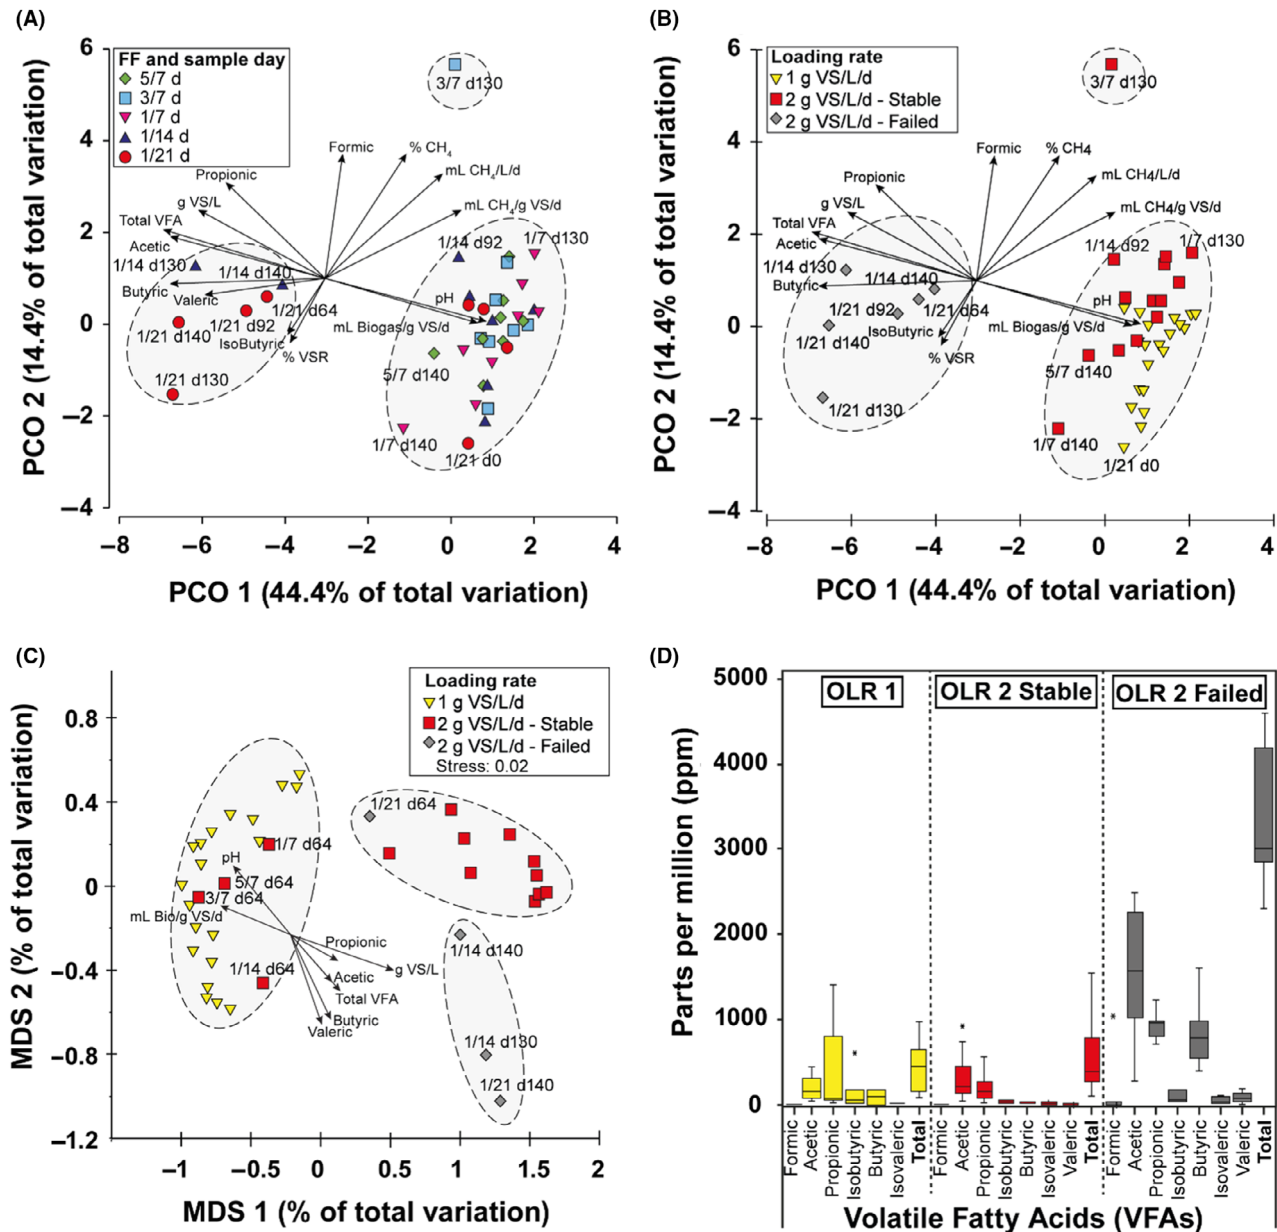 (A)
PCO 2 (14.4% of total variation)
6
4
2
0
−2
−4
FF and sample day
5/7 d
3/7 d
1/7 d
1/14 d
1/21 d
3/7 d130
Formic
% CH4
mL CH4/L/d
mL CH4/g VS/d
Propionic
g VS/L
Total VFA
Acetic
1/14 d130
1/14 d140
Butyric
Valeric
1/21 d64
1/21 d92
1/21 d140
IsoButyric
% VSR
1/21 d130
1/14 d92
1/7 d130
pH
mL Biogas/g VS/d
5/7 d140
1/7 d140
1/21 d0
−8
−6
−4
−2
0
2
4
PCO 1 (44.4% of total variation)
(B)
PCO 2 (14.4% of total variation)
6
4
2
0
−2
−4
Loading rate
1 g VS/L/d
2 g VS/L/d - Stable
2 g VS/L/d - Failed
3/7 d130
Formic
% CH4
mL CH4/L/d
mL CH4/g VS/d
Propionic
g VS/L
Total VFA
Acetic
1/14 d130
1/14 d140
Butyric
1/21 d92
1/21 d64
IsoButyric
1/21 d140
% VSR
1/21 d130
1/14 d92
1/7 d130
pH
mL Biogas/g VS/d
5/7 d140
1/7 d140
1/21 d0
−8
−6
−4
−2
0
2
4
PCO 1 (44.4% of total variation)
(C)
MDS 2 (% of total variation)
0.8
0.4
0
−0.4
−0.8
−1.2
Loading rate
1 g VS/L/d
2 g VS/L/d - Stable
2 g VS/L/d - Failed
Stress: 0.02
1/21 d64
1/7 d64
pH
5/7 d64
3/7 d64
mL Bio/g VS/d
1/14 d64
Propionic
g VS/L
Acetic
Total VFA
Butyric
Valeric
1/14 d140
1/14 d130
1/21 d140
−1
−0.5
0
0.5
1
1.5
2
MDS 1 (% of total variation)
(D)
Parts per million (ppm)
5000
4000
3000
2000
1000
0
OLR 1
OLR 2 Stable
OLR 2 Failed
*
*
*
*
Formic
Acetic
Propionic
Isobutyric
Butyric
Isovaleric
Total
Formic
Acetic
Propionic
Isobutyric
Butyric
Isovaleric
Valeric
Total
Formic
Acetic
Propionic
Isobutyric
Butyric
Isovaleric
Valeric
Total
Volatile Fatty Acids (VFAs)